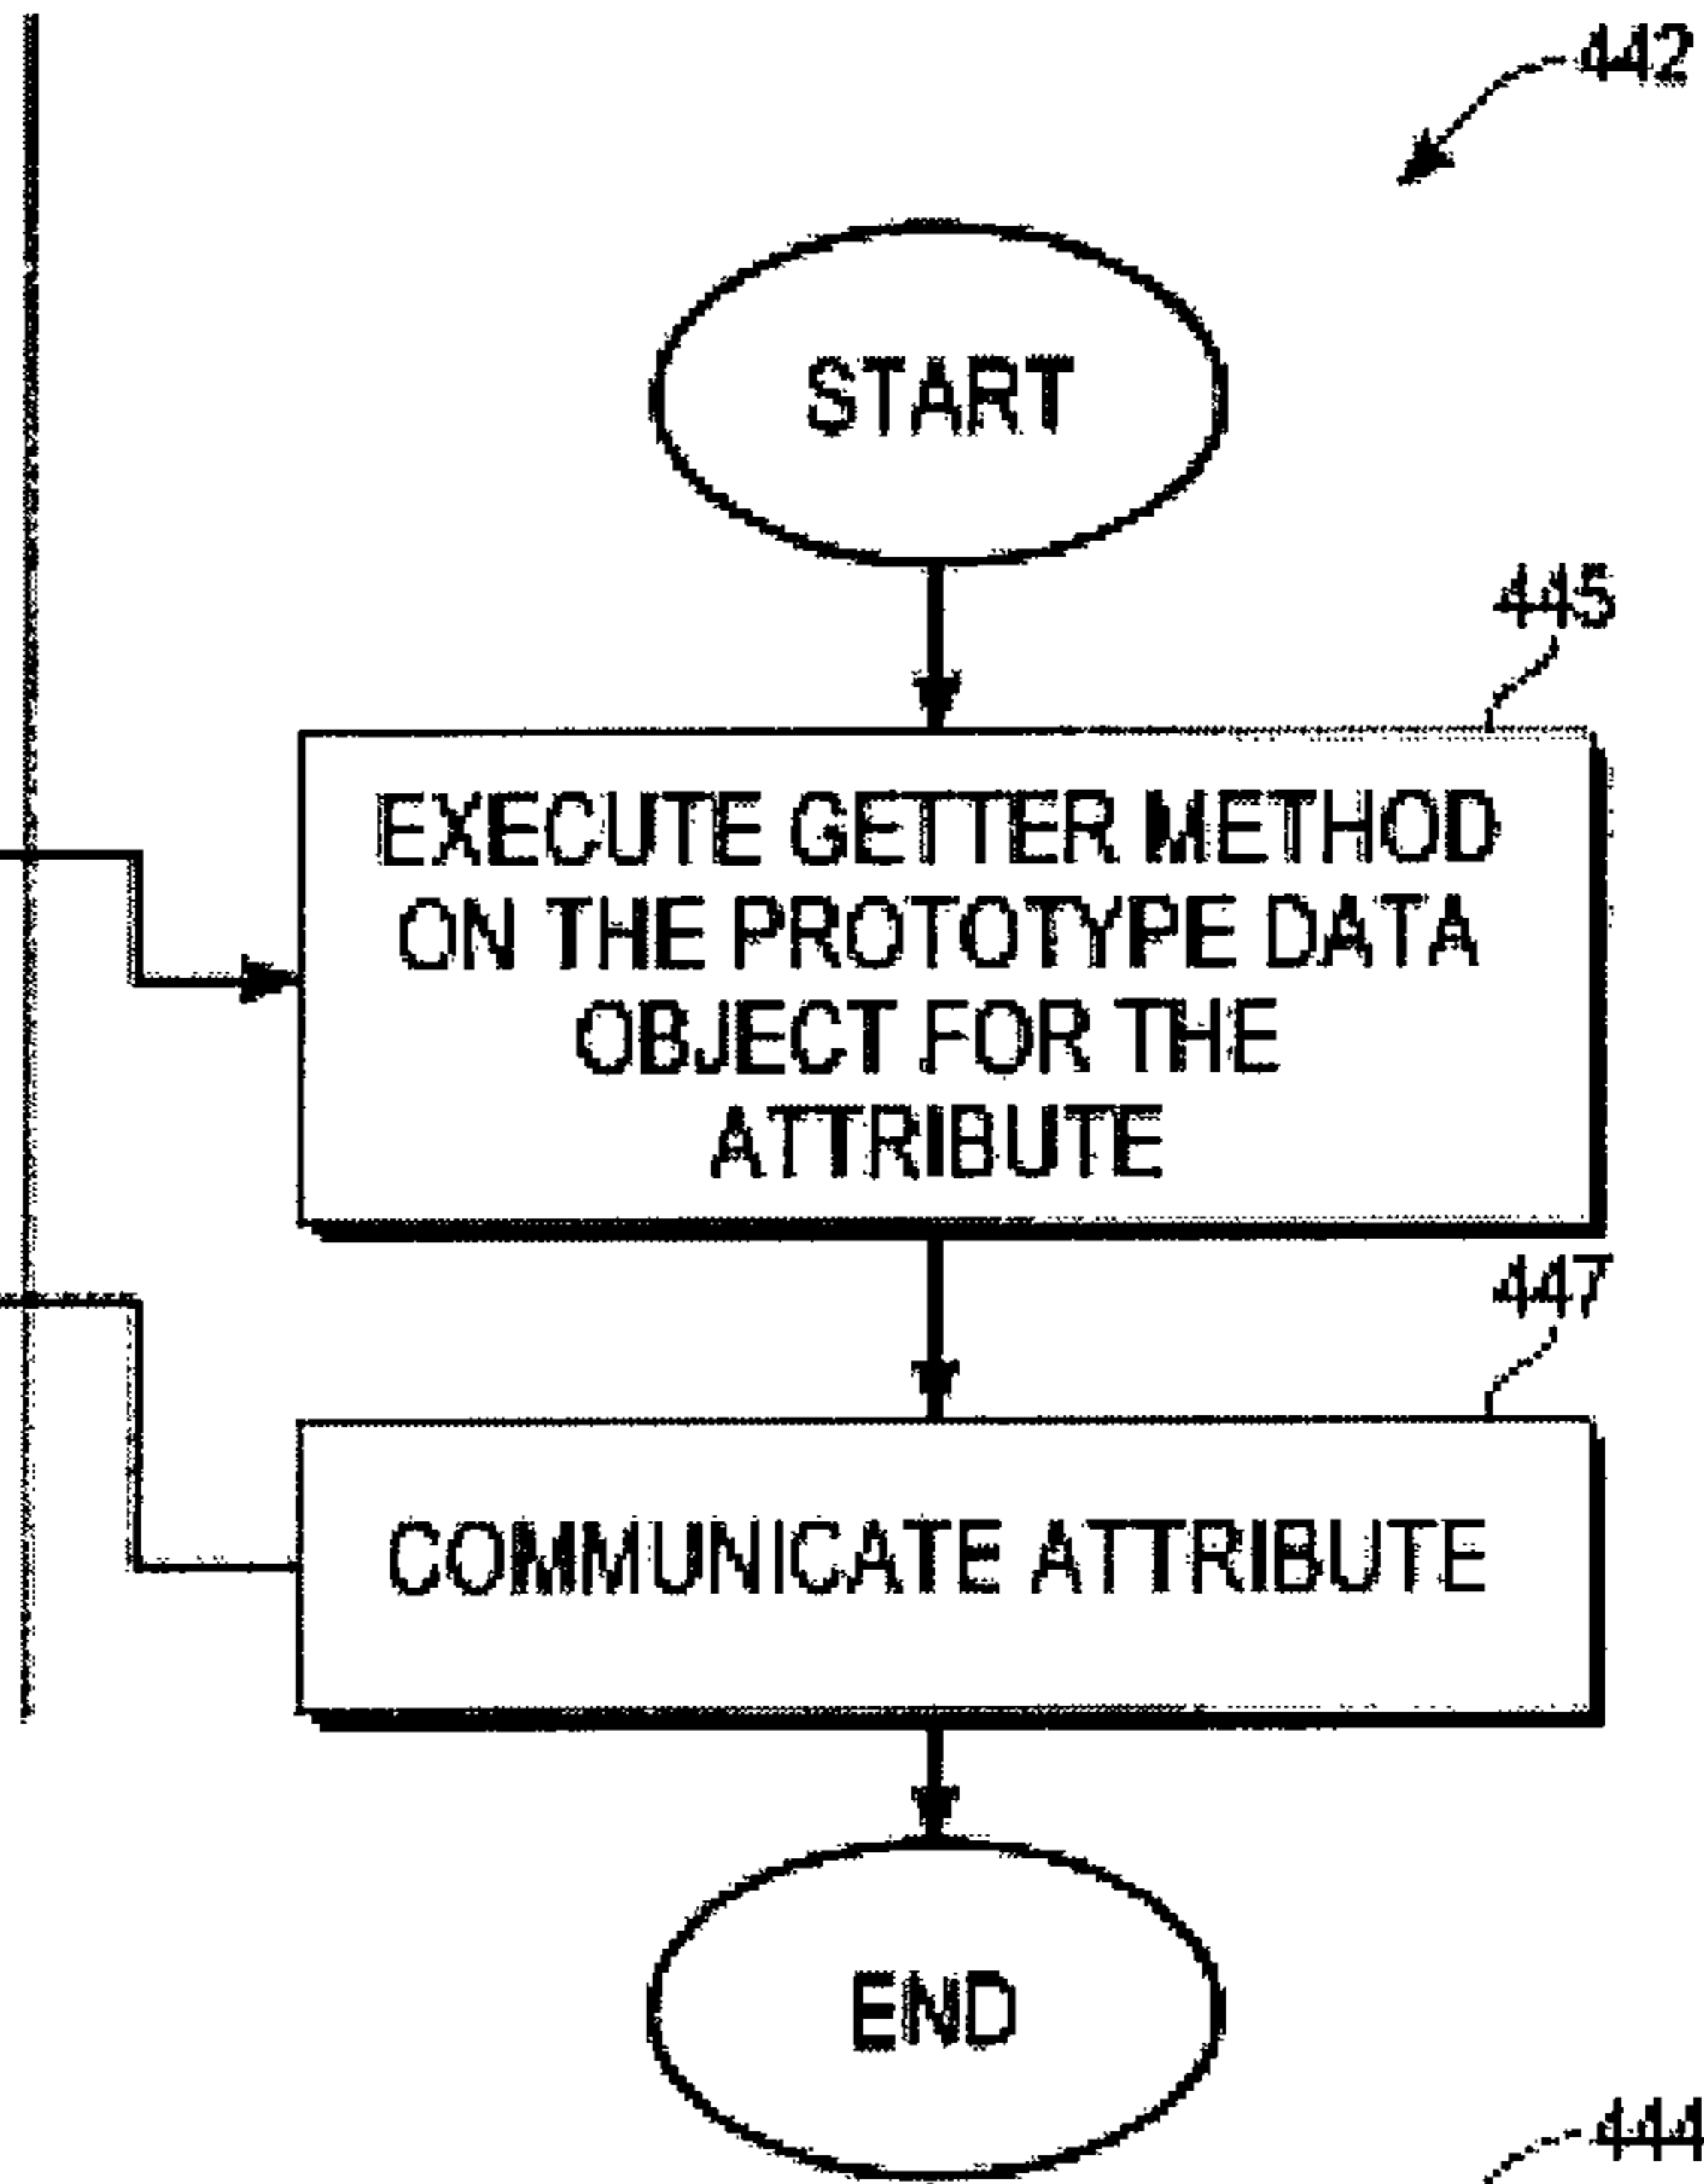 442
START
445
EXECUTE GETTER METHOD
ON THE PROTOTYPE DATA
OBJECT FOR THE
ATTRIBUTE
447
COMMUNICATE ATTRIBUTE
END
444